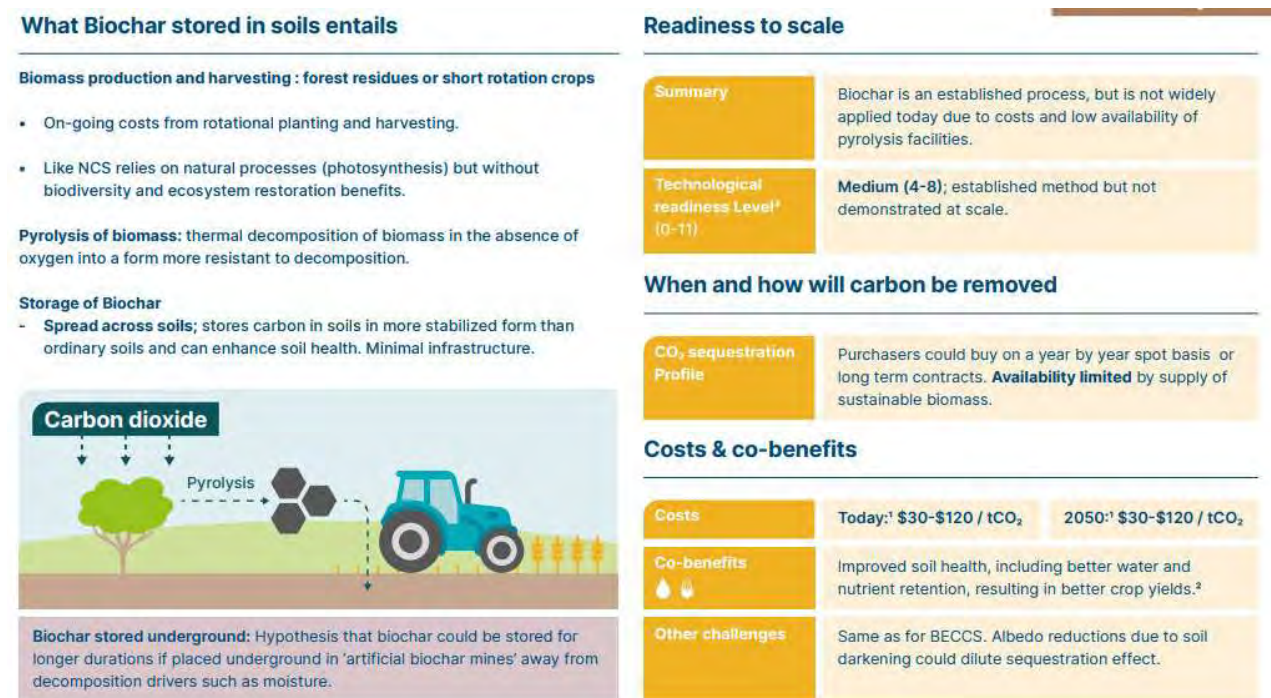 What Biochar stored in soils entails
Biomass production and harvesting : forest residues or short rotation crops
• On-going costs from rotational planting and harvesting.
• Like NCS relies on natural processes (photosynthesis) but without
biodiversity and ecosystem restoration benefits.
Pyrolysis of biomass: thermal decomposition of biomass in the absence of
oxygen into a form more resistant to decomposition.
Storage of Biochar
- Spread across soils; stores carbon in soils in more stabilized form than
ordinary soils and can enhance soil health. Minimal infrastructure.
Carbon dioxide
Pyrolysis
Biochar stored underground: Hypothesis that biochar could be stored for
longer durations if placed underground in 'artificial biochar mines' away from
decomposition drivers such as moisture.
Readiness to scale
Summary
Biochar is an established process, but is not widely
applied today due to costs and low availability of
pyrolysis facilities.
Technological
readiness Level³
(0-11)
Medium (4-8); established method but not
demonstrated at scale.
When and how will carbon be removed
CO₂ sequestration
Profile
Purchasers could buy on a year by year spot basis or
long term contracts. Availability limited by supply of
sustainable biomass.
Costs & co-benefits
Costs
Today:¹ $30-$120 / tCO₂
2050:¹ $30-$120 / tCO₂
Co-benefits
Improved soil health, including better water and
nutrient retention, resulting in better crop yields.²
Other challenges
Same as for BECCS. Albedo reductions due to soil
darkening could dilute sequestration effect.